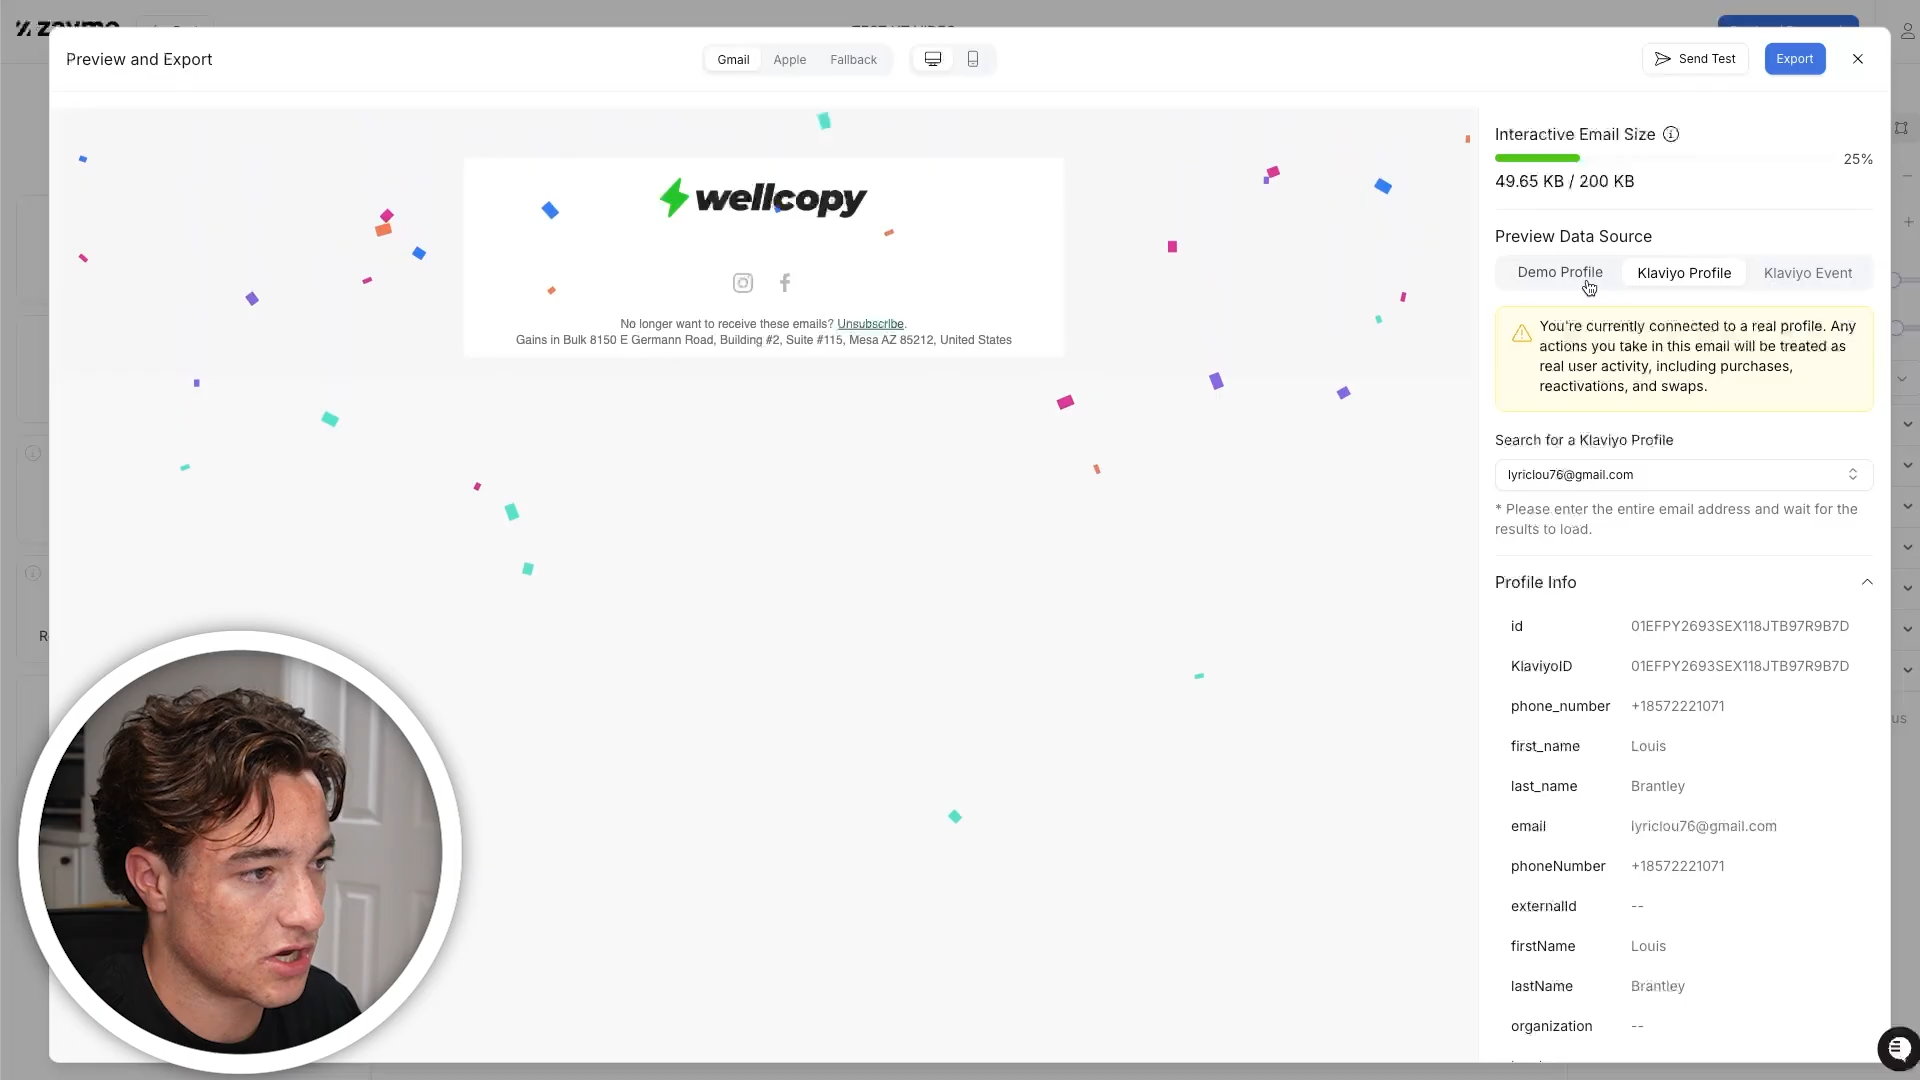 Preview and Export
Gmail
Apple
Fallback
Send Test
Export
wellcopy
No longer want to receive these emails? Unsubscribe.
Gains in Bulk 8150 E Germann Road, Building #2, Suite #115, Mesa AZ 85212, United States
Interactive Email Size
25%
49.65 KB / 200 KB
Preview Data Source
Demo Profile
Klaviyo Profile
Klaviyo Event
You're currently connected to a real profile. Any
actions you take in this email will be treated as
real user activity, including purchases,
reactivations, and swaps.
Search for a Klaviyo Profile
lyriclou76@gmail.com
* Please enter the entire email address and wait for the
results to load.
Profile Info
id 01EFPY2693SEX118JTB97R9B7D
KlaviyoID 01EFPY2693SEX118JTB97R9B7D
phone_number +18572221071
first_name Louis
last_name Brantley
email lyriclou76@gmail.com
phoneNumber +18572221071
externalId --
firstName Louis
lastName Brantley
organization --